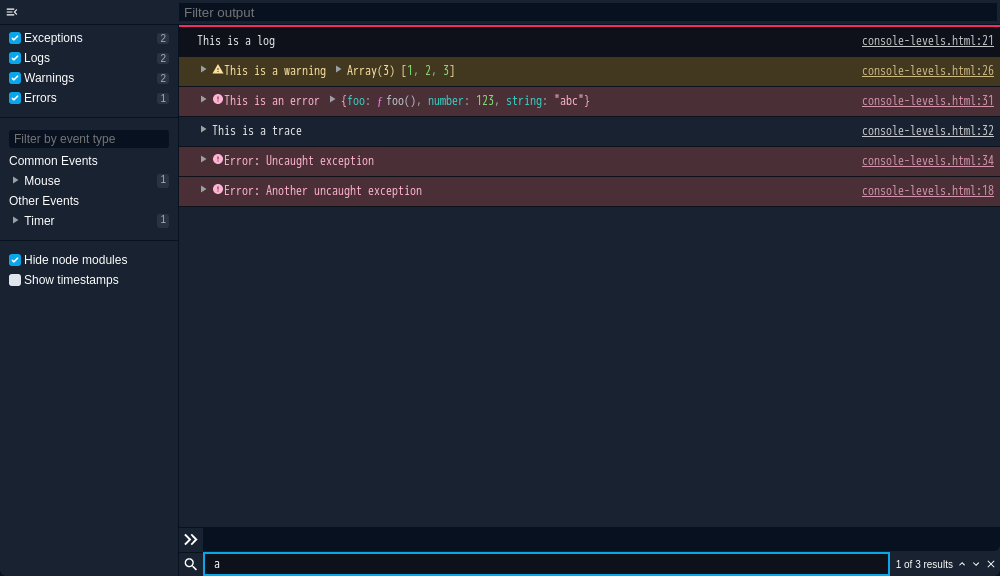 Filter output
Exceptions 2
Logs 2
Warnings 2
Errors 1
Filter by event type
Common Events
Mouse 1
Other Events
Timer 1
Hide node modules
Show timestamps
This is a log console-levels.html:21
This is a warning Array(3) [1, 2, 3] console-levels.html:26
This is an error {foo: ƒ foo(), number: 123, string: "abc"} console-levels.html:31
This is a trace console-levels.html:32
Error: Uncaught exception console-levels.html:34
Error: Another uncaught exception console-levels.html:18
a 1 of 3 results